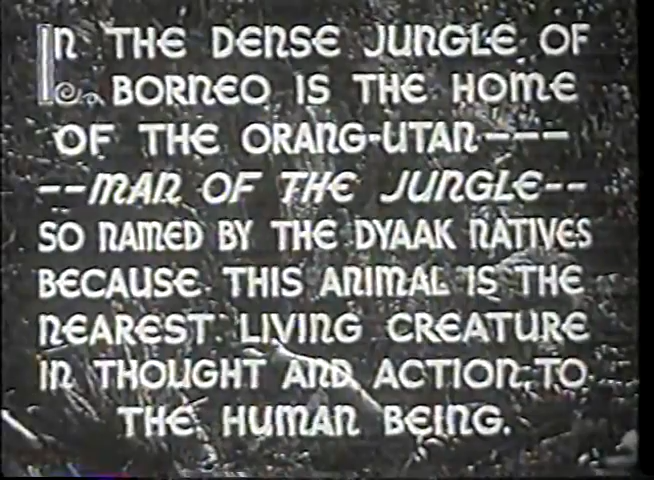 IN THE DENSE JUNGLE OF
BORNEO IS THE HOME
OF THE ORANG-UTAN---
--MAN OF THE JUNGLE--
SO NAMED BY THE DYAAK NATIVES
BECAUSE THIS ANIMAL IS THE
NEAREST LIVING CREATURE
IN THOUGHT AND ACTION, TO
THE HUMAN BEING.